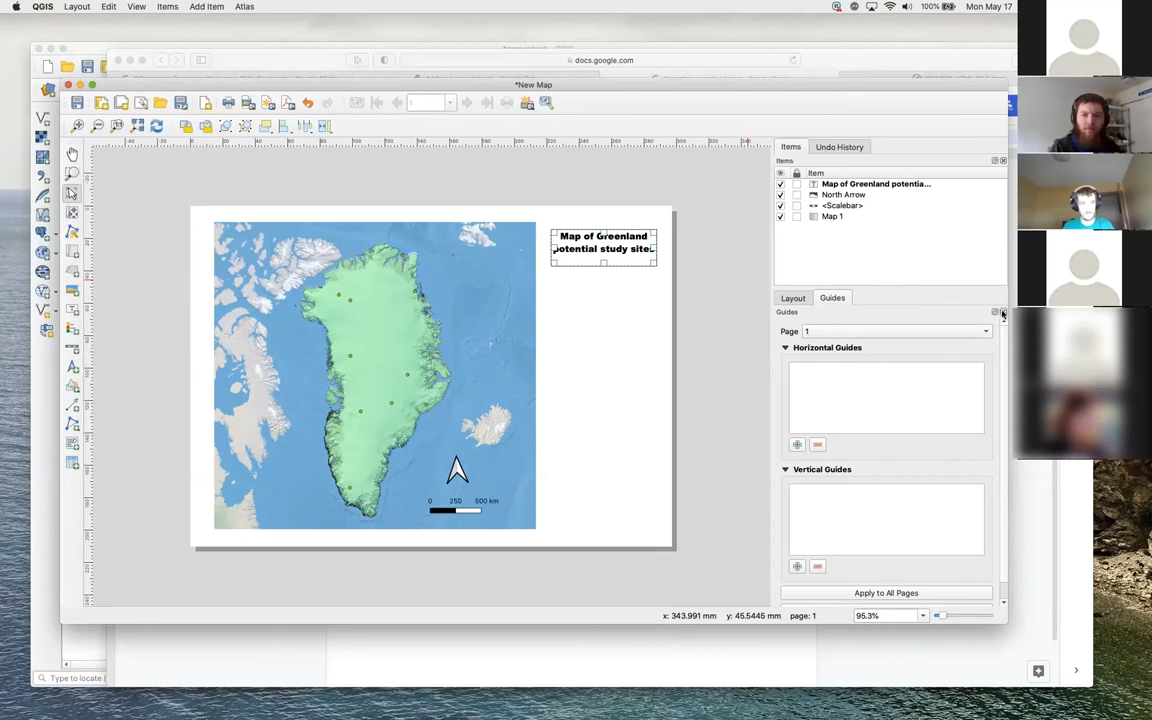 QGIS Layout Edit View Items Add Item Atlas
100% Mon May 17
docs.google.com
*New Map
1
Items Undo History
Items
Item
Map of Greenland potentia...
North Arrow
<Scalebar>
Map 1
Map of Greenland
potential study sites
Layout Guides
Guides
Page 1
Horizontal Guides
Vertical Guides
0 250 500 km
Apply to All Pages
x: 343.991 mm y: 45.5445 mm page: 1 95.3%
Type to locate (